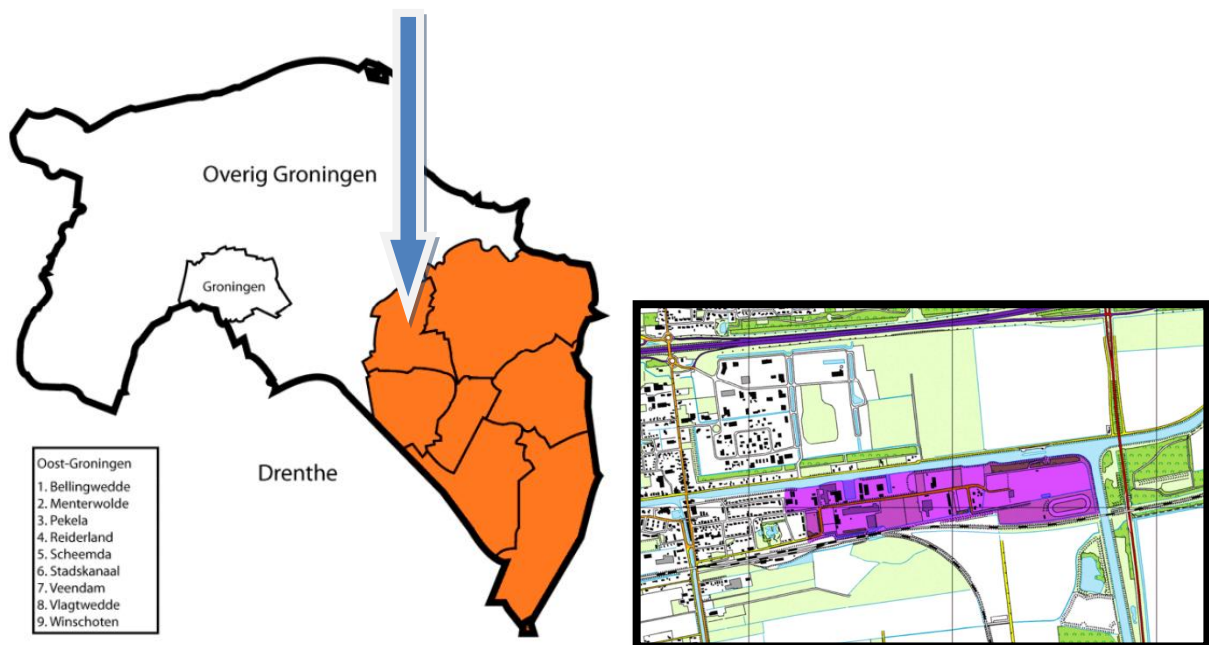 Overig Groningen
Groningen
Drenthe
Oost-Groningen
1. Bellingwedde
2. Menterwolde
3. Pekela
4. Reiderland
5. Scheemda
6. Stadskanaal
7. Veendam
8. Vlagtwedde
9. Winschoten